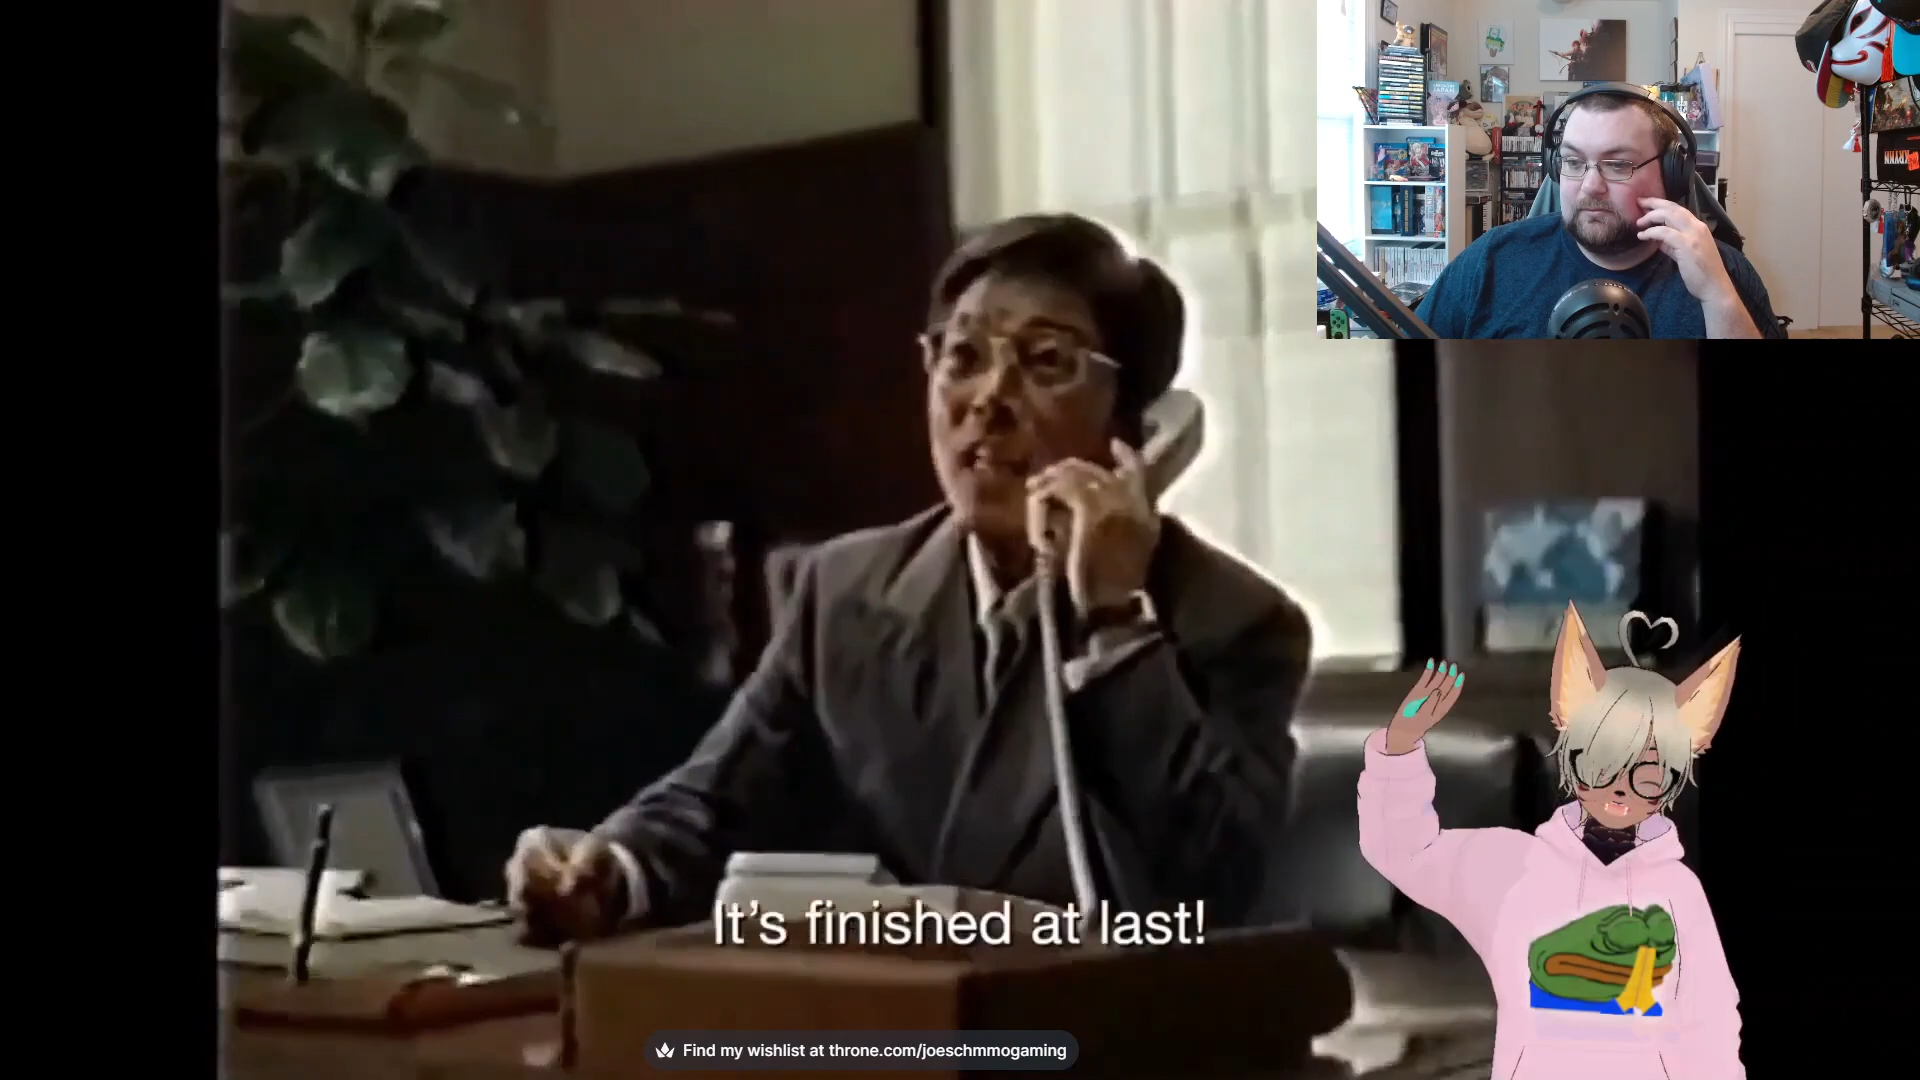 It's finished at last!
Find my wishlist at throne.com/joeschmmogaming